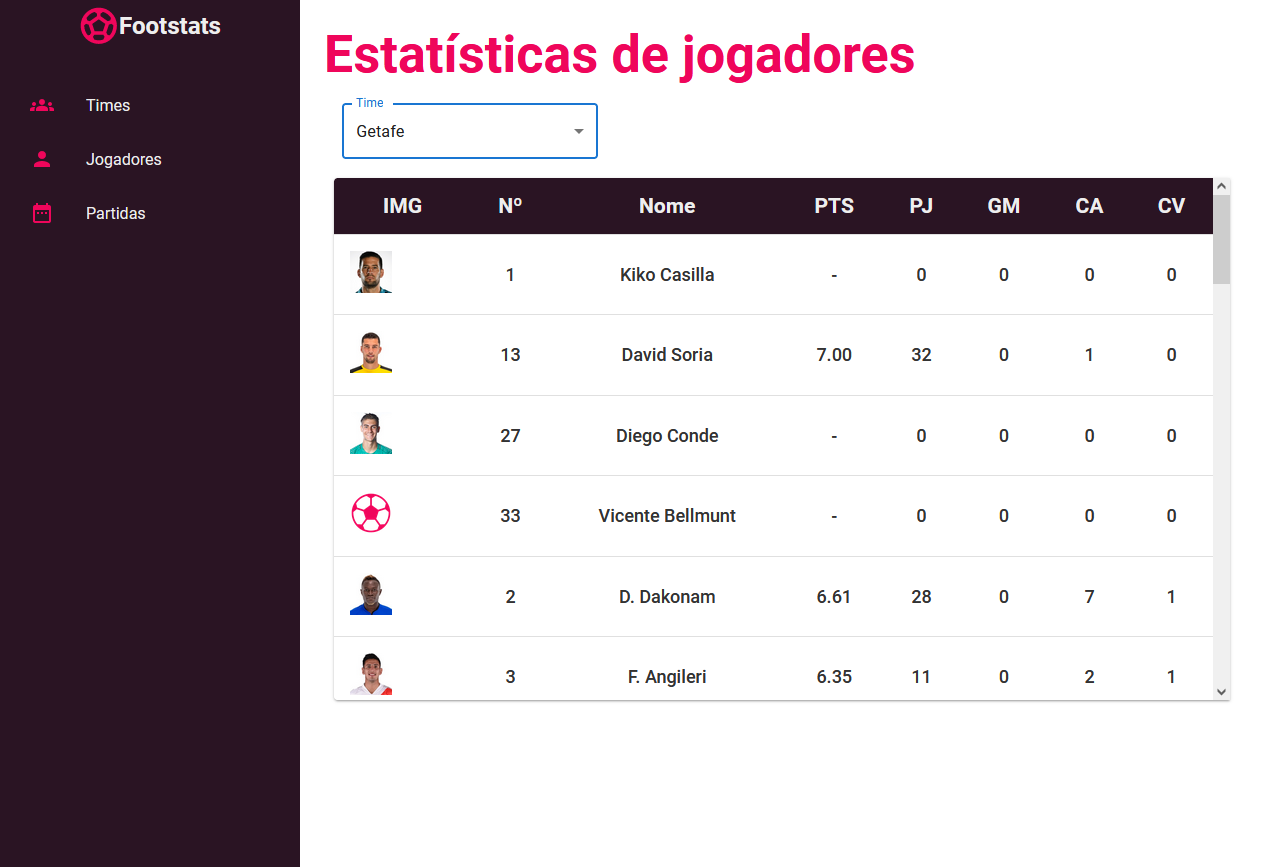 Footstats
Times
Jogadores
Partidas
Estatísticas de jogadores
Time
Getafe
IMG Nº Nome PTS PJ GM CA CV
1 Kiko Casilla - 0 0 0 0
13 David Soria 7.00 32 0 1 0
27 Diego Conde - 0 0 0 0
33 Vicente Bellmunt - 0 0 0 0
2 D. Dakonam 6.61 28 0 7 1
3 F. Angileri 6.35 11 0 2 1